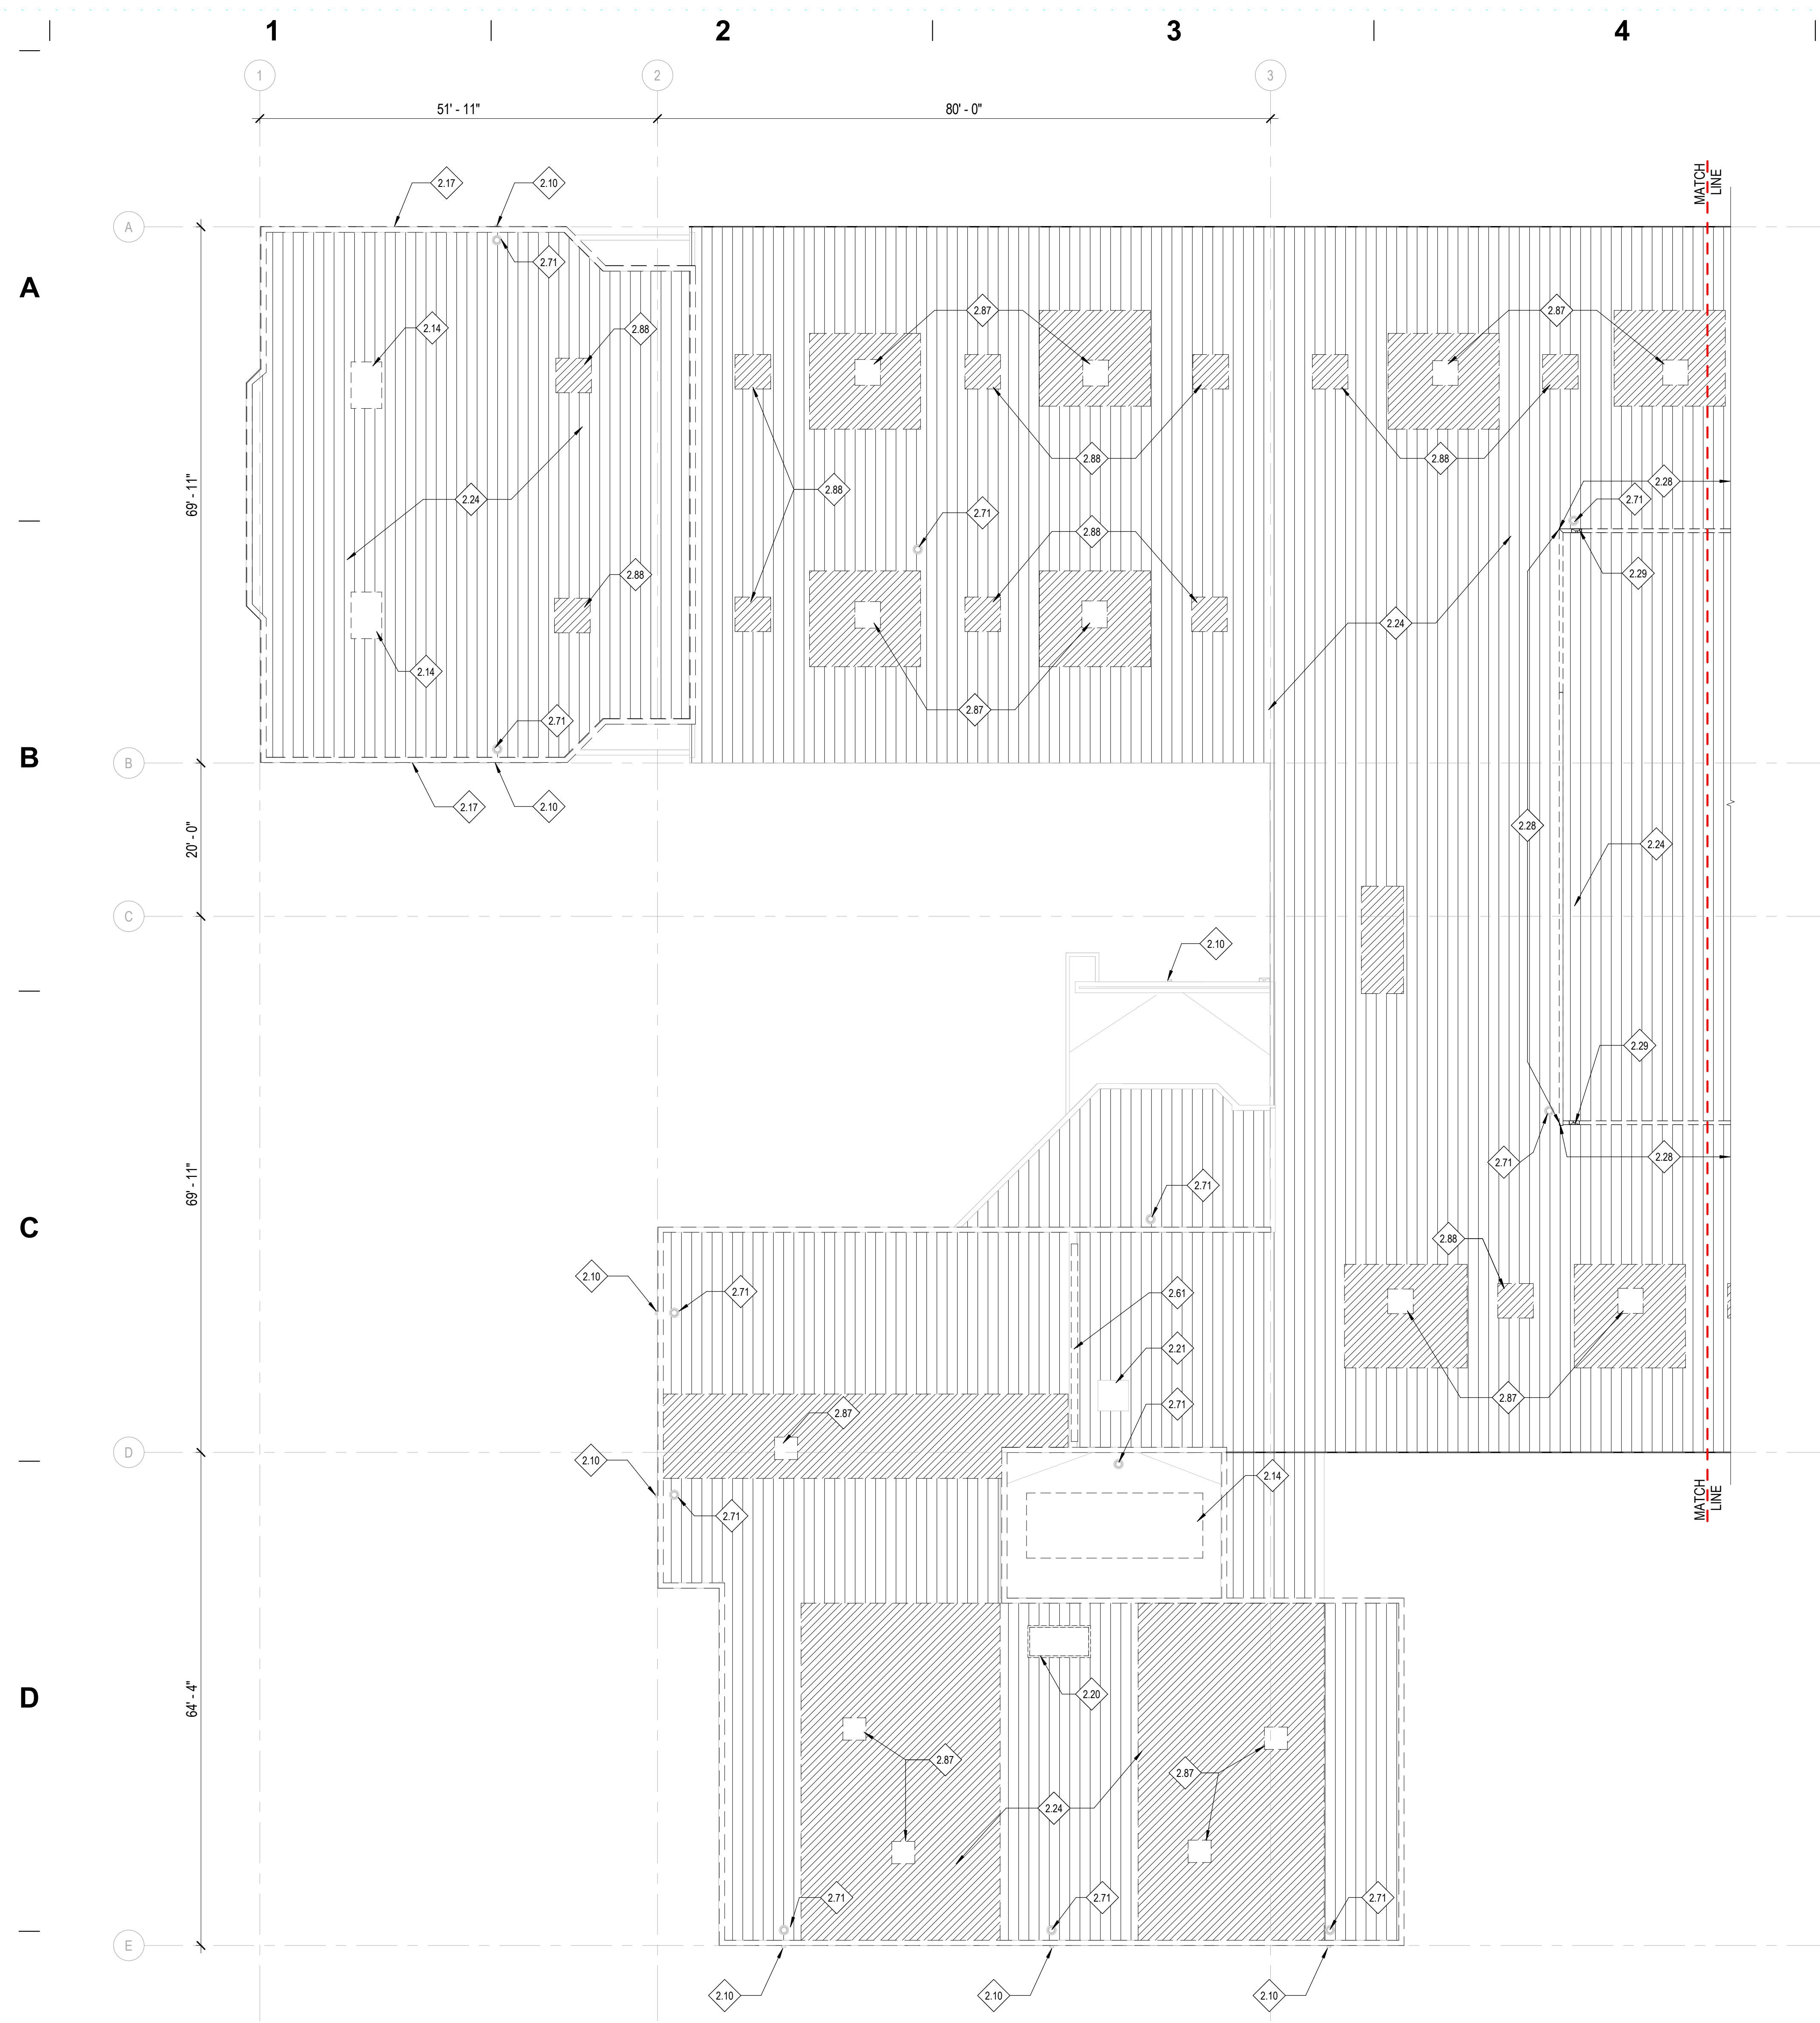 1 2 3 4
1 2 3
51' - 11" 80' - 0"
MATCH
LINE
2.17 2.10
A
2.71
A
2.87 2.87
2.14 2.88
2.88 2.88
69' - 11"
2.24 2.88 2.71 2.28
2.71
2.88
2.29
2.88
2.24
2.14
2.87
2.71
B
B
2.17 2.10
20' - 0"
2.28
2.24
C
2.10
2.29
69' - 11"
2.71 2.28
2.71
C
2.88
2.10 2.71 2.61
2.21
2.87 2.71 2.87
D
2.10
2.14
MATCH
LINE
2.71
D
64' - 4"
2.20
2.87 2.87
2.24
2.71 2.71 2.71
E
2.10 2.10 2.10